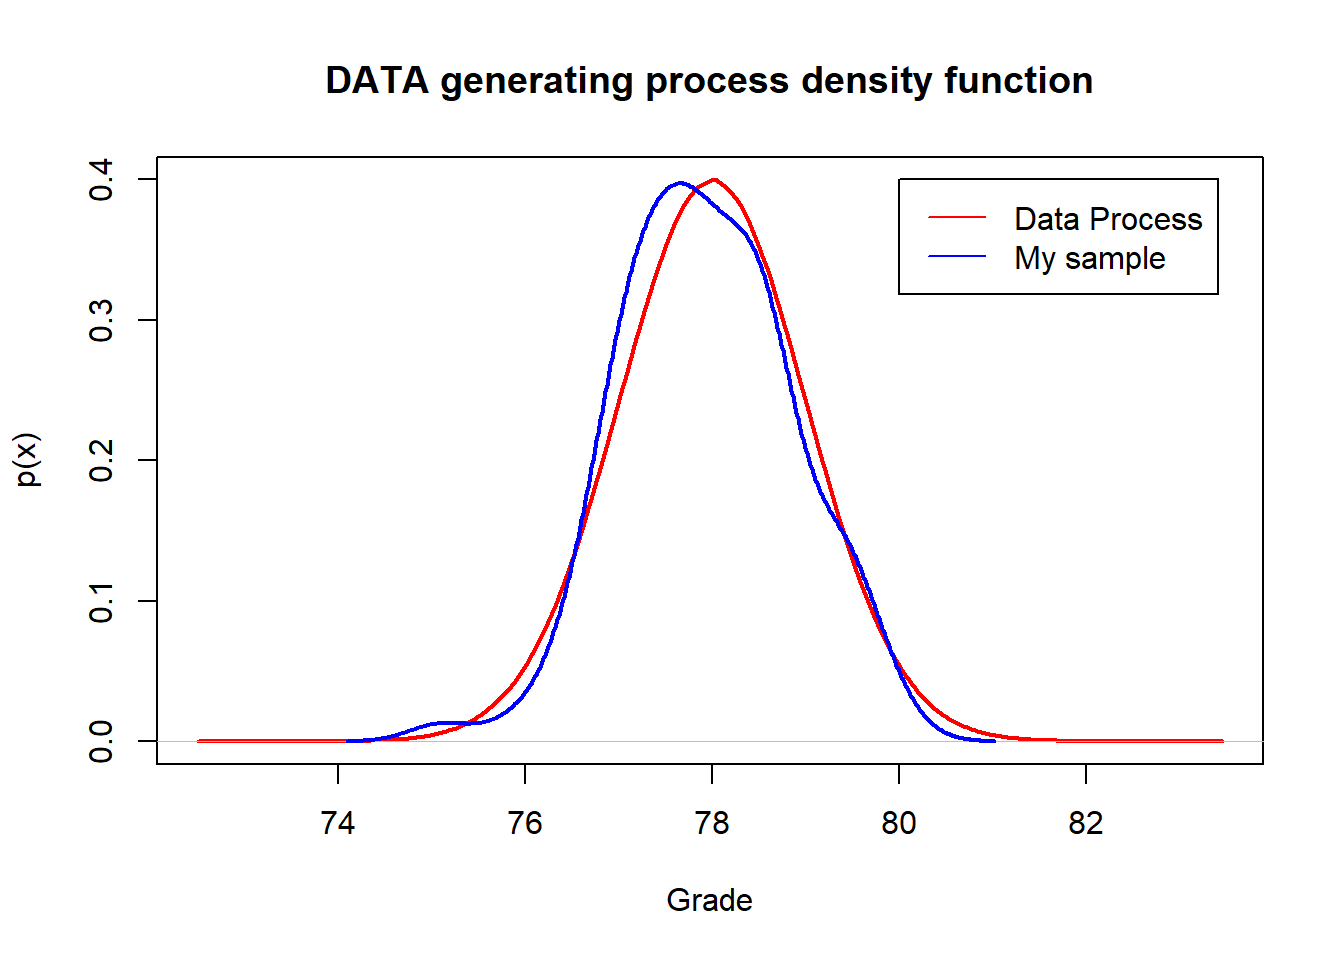 DATA generating process density function
Data Process
My sample
p(x)
0.4
0.3
0.2
0.1
0.0
74 76 78 80 82
Grade